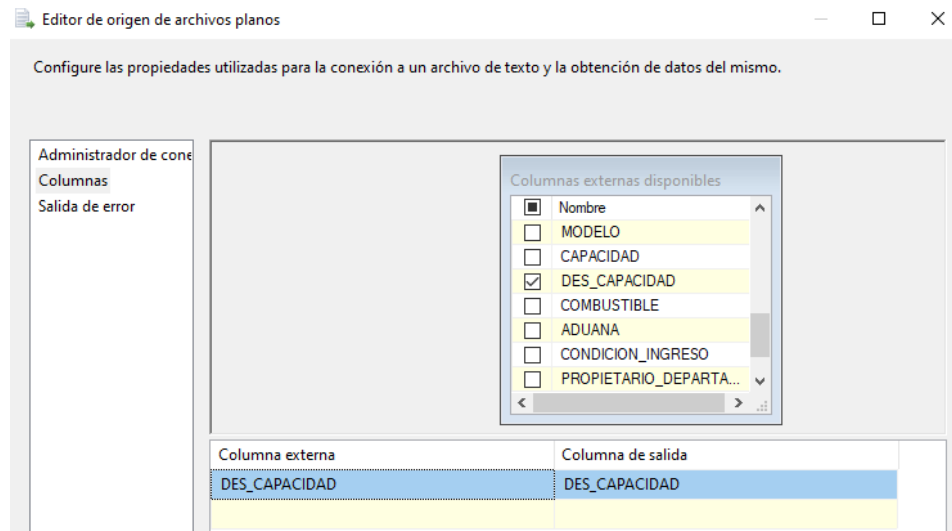 Editor de origen de archivos planos
Configure las propiedades utilizadas para la conexión a un archivo de texto y la obtención de datos del mismo.
Administrador de cone
Columnas
Salida de error
Columnas externas disponibles
Nombre
MODELO
CAPACIDAD
DES_CAPACIDAD
COMBUSTIBLE
ADUANA
CONDICION_INGRESO
PROPIETARIO_DEPARTA...
Columna externa Columna de salida
DES_CAPACIDAD DES_CAPACIDAD